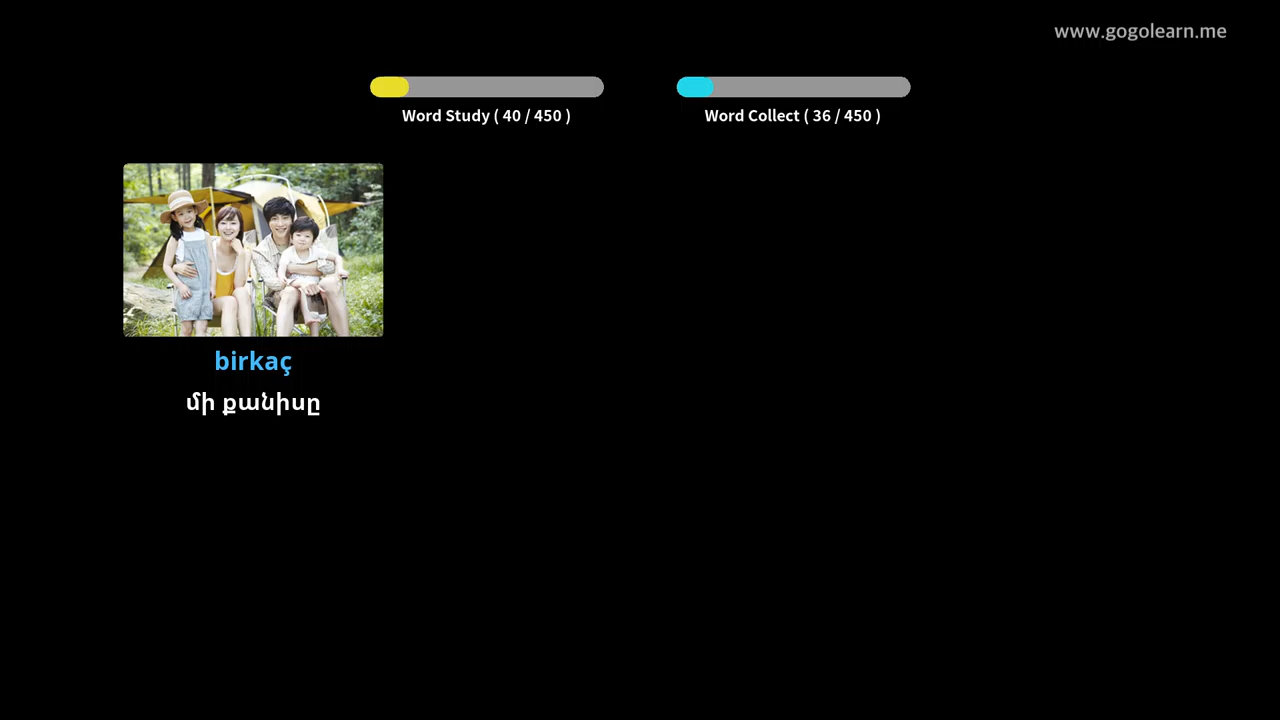 www.gogolearn.me
Word Study ( 40 / 450 )
Word Collect ( 36 / 450 )
birkaç
մի քանիսը